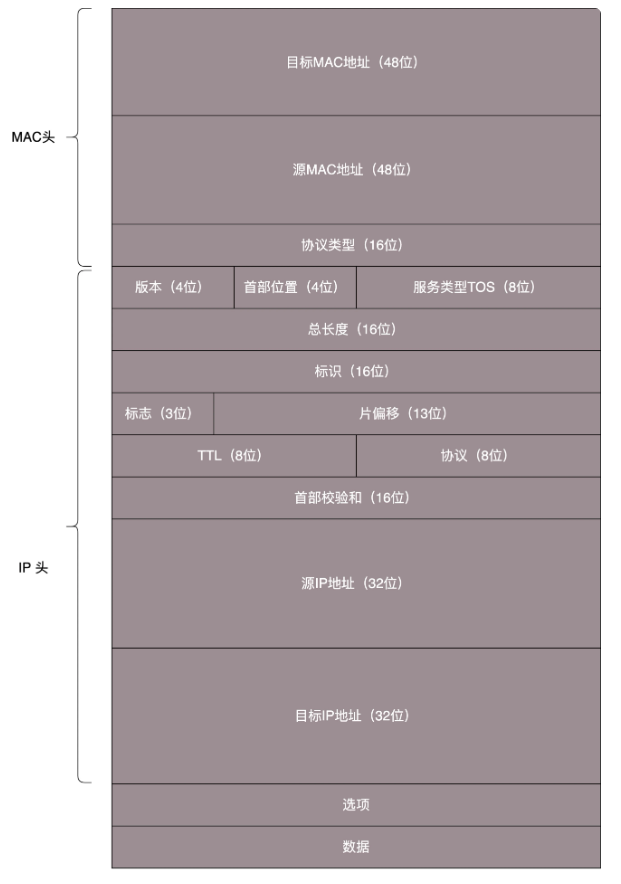 目标MAC地址（48位）
MAC头
源MAC地址（48位）
协议类型（16位）
版本（4位） 首部位置（4位） 服务类型TOS（8位）
总长度（16位）
标识（16位）
标志（3位） 片偏移（13位）
TTL（8位） 协议（8位）
首部校验和（16位）
IP 头
源IP地址（32位）
目标IP地址（32位）
选项
数据